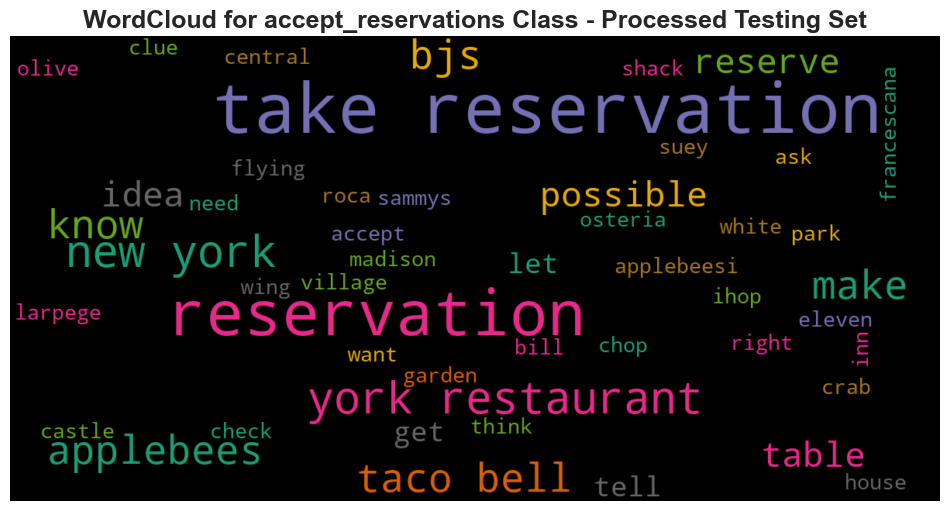 WordCloud for accept_reservations Class - Processed Testing Set
clue
olive
central
bjs
shack
reserve
take reservation
francescana
suey
ask
flying
idea
need
roca
sammys
possible
osteria
know
new york
accept
white
park
madison
let
applebeesi
make
wing
village
ihop
larpege
reservation
eleven
bill
chop
right
inn
want
garden
york restaurant
crab
castle
check
get
think
applebees
taco bell
tell
table
house